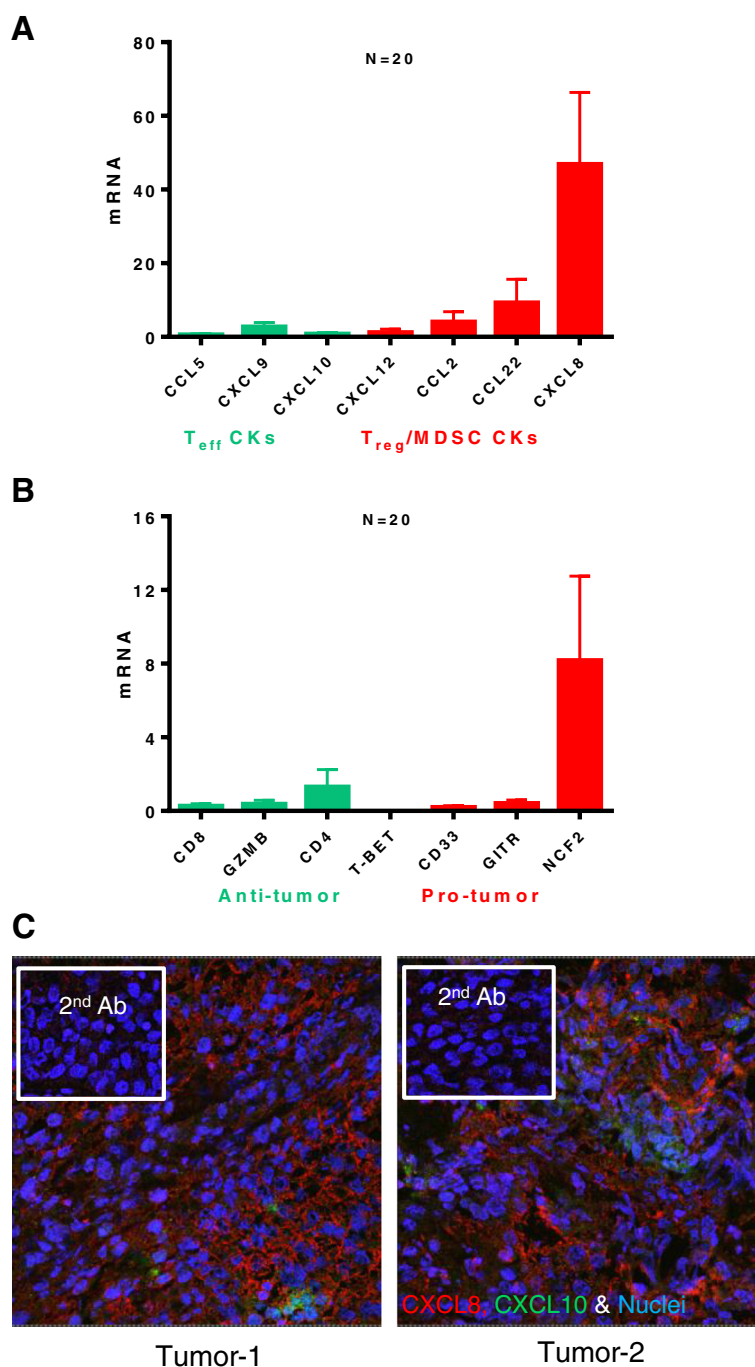 A
80
60
40
20
0
mRNA
N=20
CCL5
CXCL9
CXCL10
CXCL12
CCL2
CCL22
CXCL8
Teff CKs
Treg/MDSC CKs
B
16
12
8
4
0
mRNA
N=20
CD8
GZMB
CD4
T-BET
CD33
GITR
NCF2
Anti-tumor
Pro-tumor
C
2nd Ab
2nd Ab
CXCL8, CXCL10 & Nuclei
Tumor-1
Tumor-2